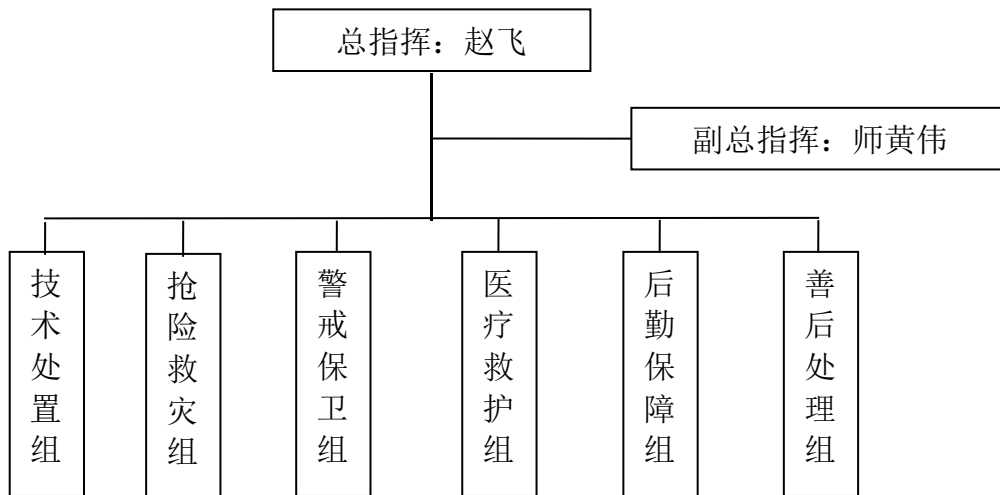 总指挥：赵飞
副总指挥：师黄伟
技术处置组
抢险救灾组
警戒保卫组
医疗救护组
后勤保障组
善后处理组